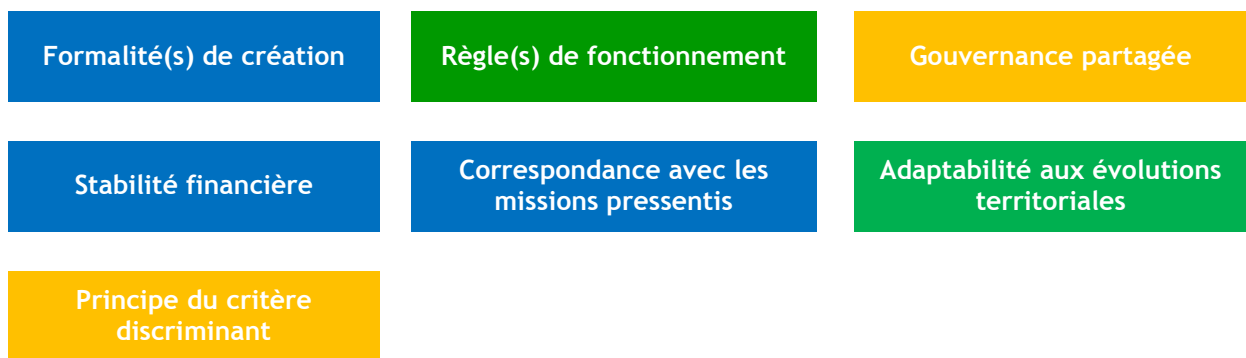 Formalité(s) de création
Règle(s) de fonctionnement
Gouvernance partagée
Stabilité financière
Correspondance avec les
missions pressentis
Adaptabilité aux évolutions
territoriales
Principe du critère
discriminant